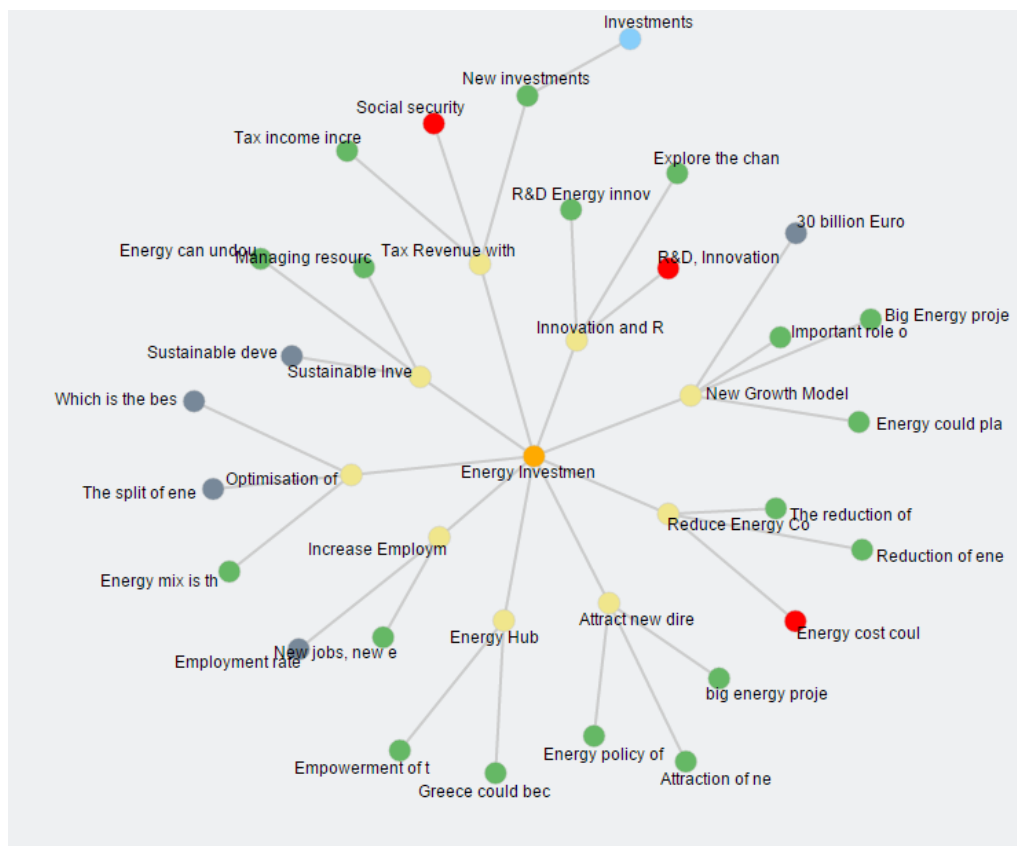 Investments
New investments
Social security
Tax income incre
Explore the chan
R&D Energy innov
30 billion Euro
Energy can undou
Managing resourc
Tax Revenue with
R&D, Innovation
Big Energy proje
Innovation and R
Important role o
Sustainable deve
Sustainable Inve
New Growth Model
Which is the bes
Energy could pla
Energy Investmen
Optimisation of
The split of ene
The reduction of
Reduce Energy Co
Increase Employm
Reduction of ene
Energy mix is th
Attract new dire
Energy Hub
Energy cost coul
New jobs, new e
Employment rate
big energy proje
Energy policy of
Empowerment of t
Attraction of ne
Greece could bec